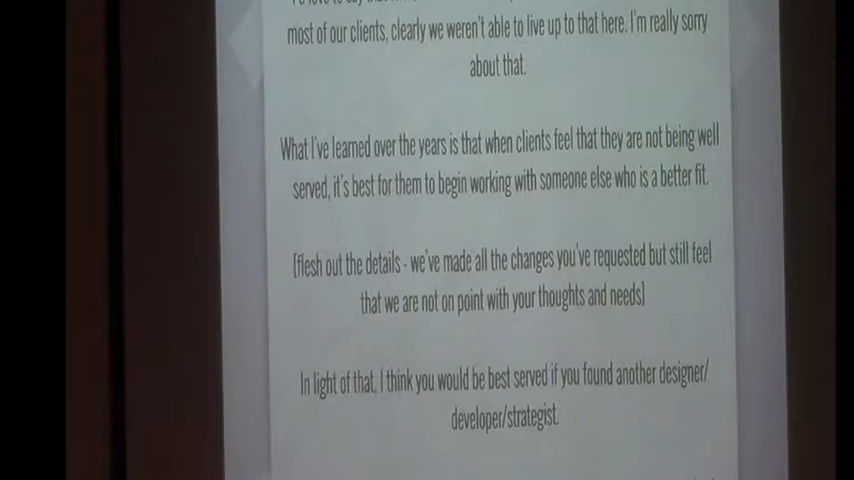 I'd love to say that
most of our clients, clearly we weren't able to live up to that here. I'm really sorry
about that.
What I've learned over the years is that when clients feel that they are not being well
served, it's best for them to begin working with someone else who is a better fit.
[flesh out the details - we've made all the changes you've requested but still feel
that we are not on point with your thoughts and needs]
In light of that, I think you would be best served if you found another designer/
developer/strategist.